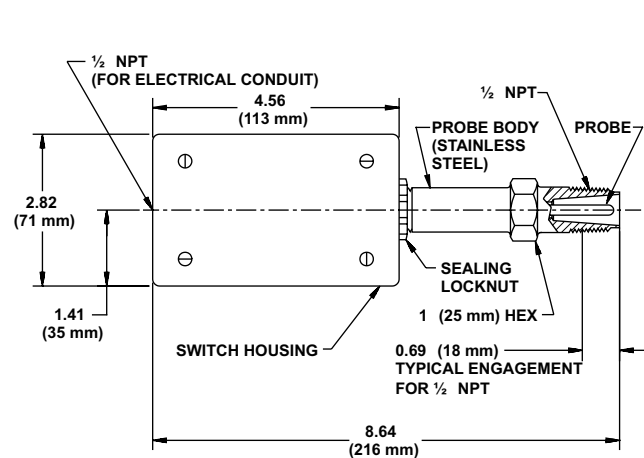 ½ NPT
(FOR ELECTRICAL CONDUIT)
4.56
(113 mm)
½ NPT
PROBE BODY
(STAINLESS
STEEL)
PROBE
2.82
(71 mm)
1.41
(35 mm)
SEALING
LOCKNUT
1 (25 mm) HEX
SWITCH HOUSING
0.69 (18 mm)
TYPICAL ENGAGEMENT
FOR ½ NPT
8.64
(216 mm)